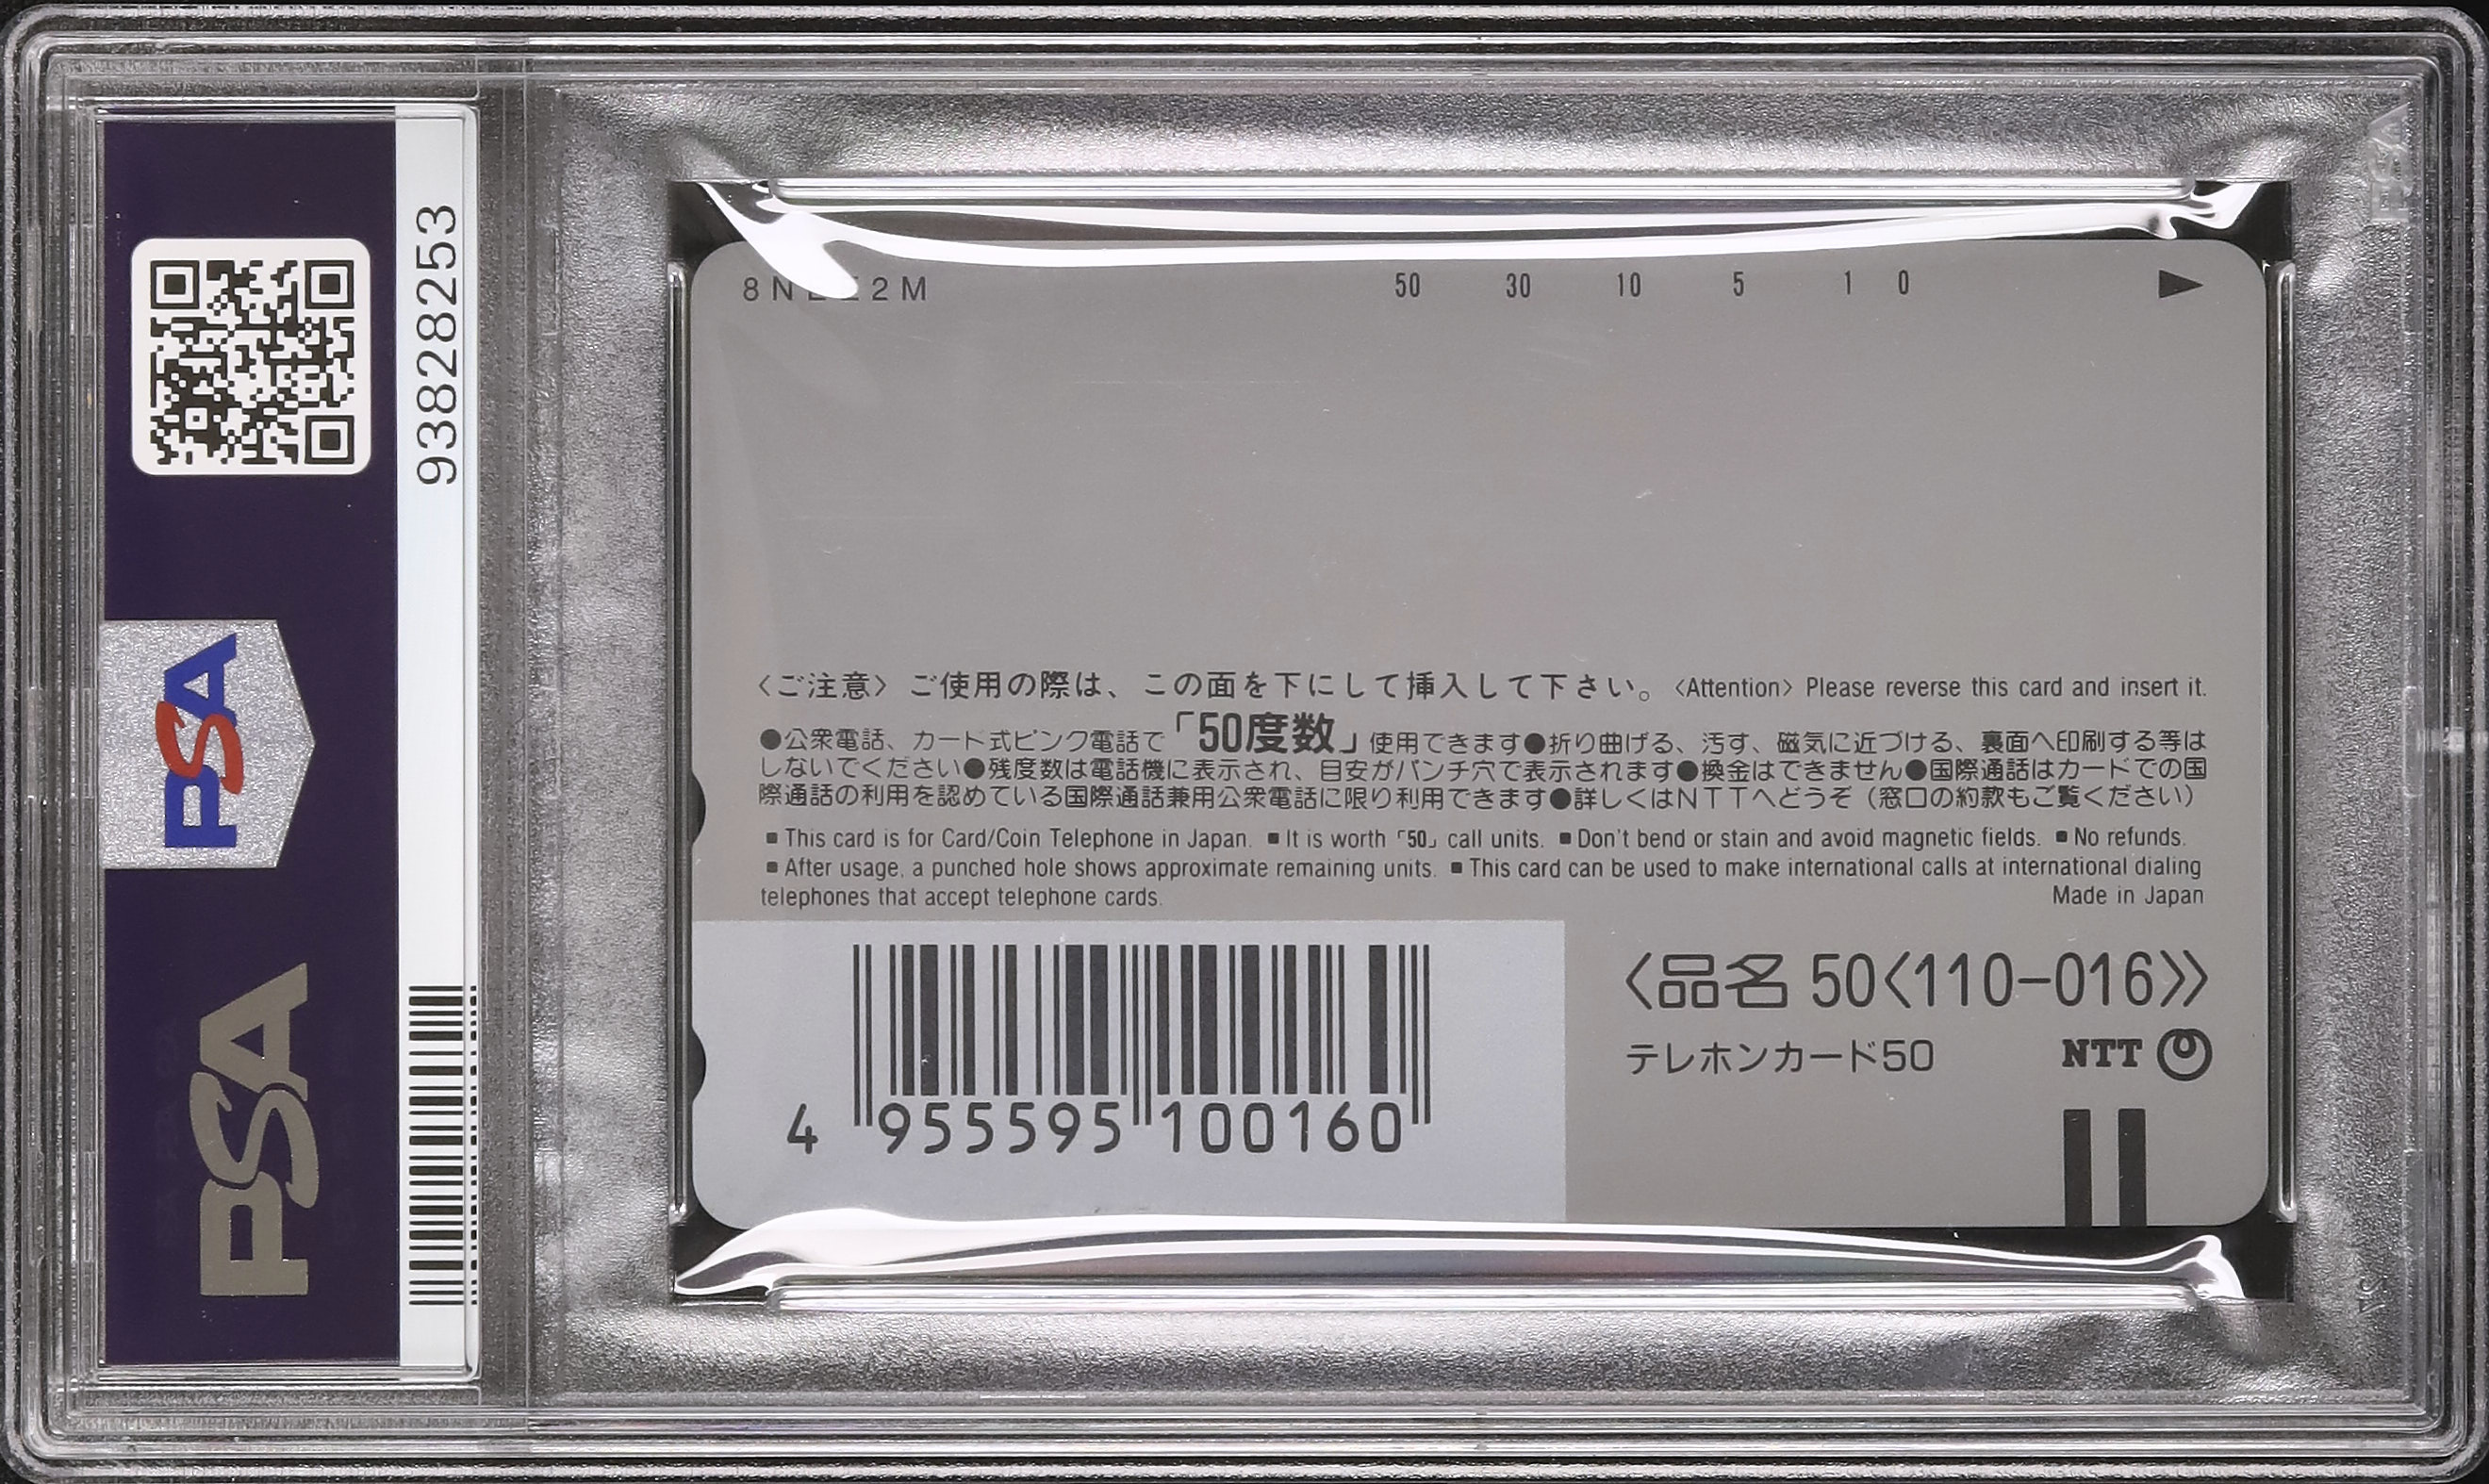 93828253
PSA
PSA
50 30 10 5 1 0
〈ご注意〉ご使用の際は、この面を下にして挿入して下さい。〈Attention〉Please reverse this card and insert it.
●公衆電話、カード式ピンク電話で「50度数」使用できます●折り曲げる、汚す、磁気に近づける、裏面へ印刷する等は
しないでください●残度数は電話機に表示され、目安がパンチ穴で表示されます●換金はできません●国際通話はカードでの国
際通話の利用を認めている国際通話兼用公衆電話に限り利用できます●詳しくはNTTへどうぞ（窓口の約款もご覧ください）
■This card is for Card/Coin Telephone in Japan. ■It is worth「50」call units. ■Don't bend or stain and avoid magnetic fields. ■No refunds.
■After usage, a punched hole shows approximate remaining units. ■This card can be used to make international calls at international dialing
telephones that accept telephone cards.
Made in Japan
4 955595 100160
〈品名 50〈110-016〉〉
テレホンカード50
NTT